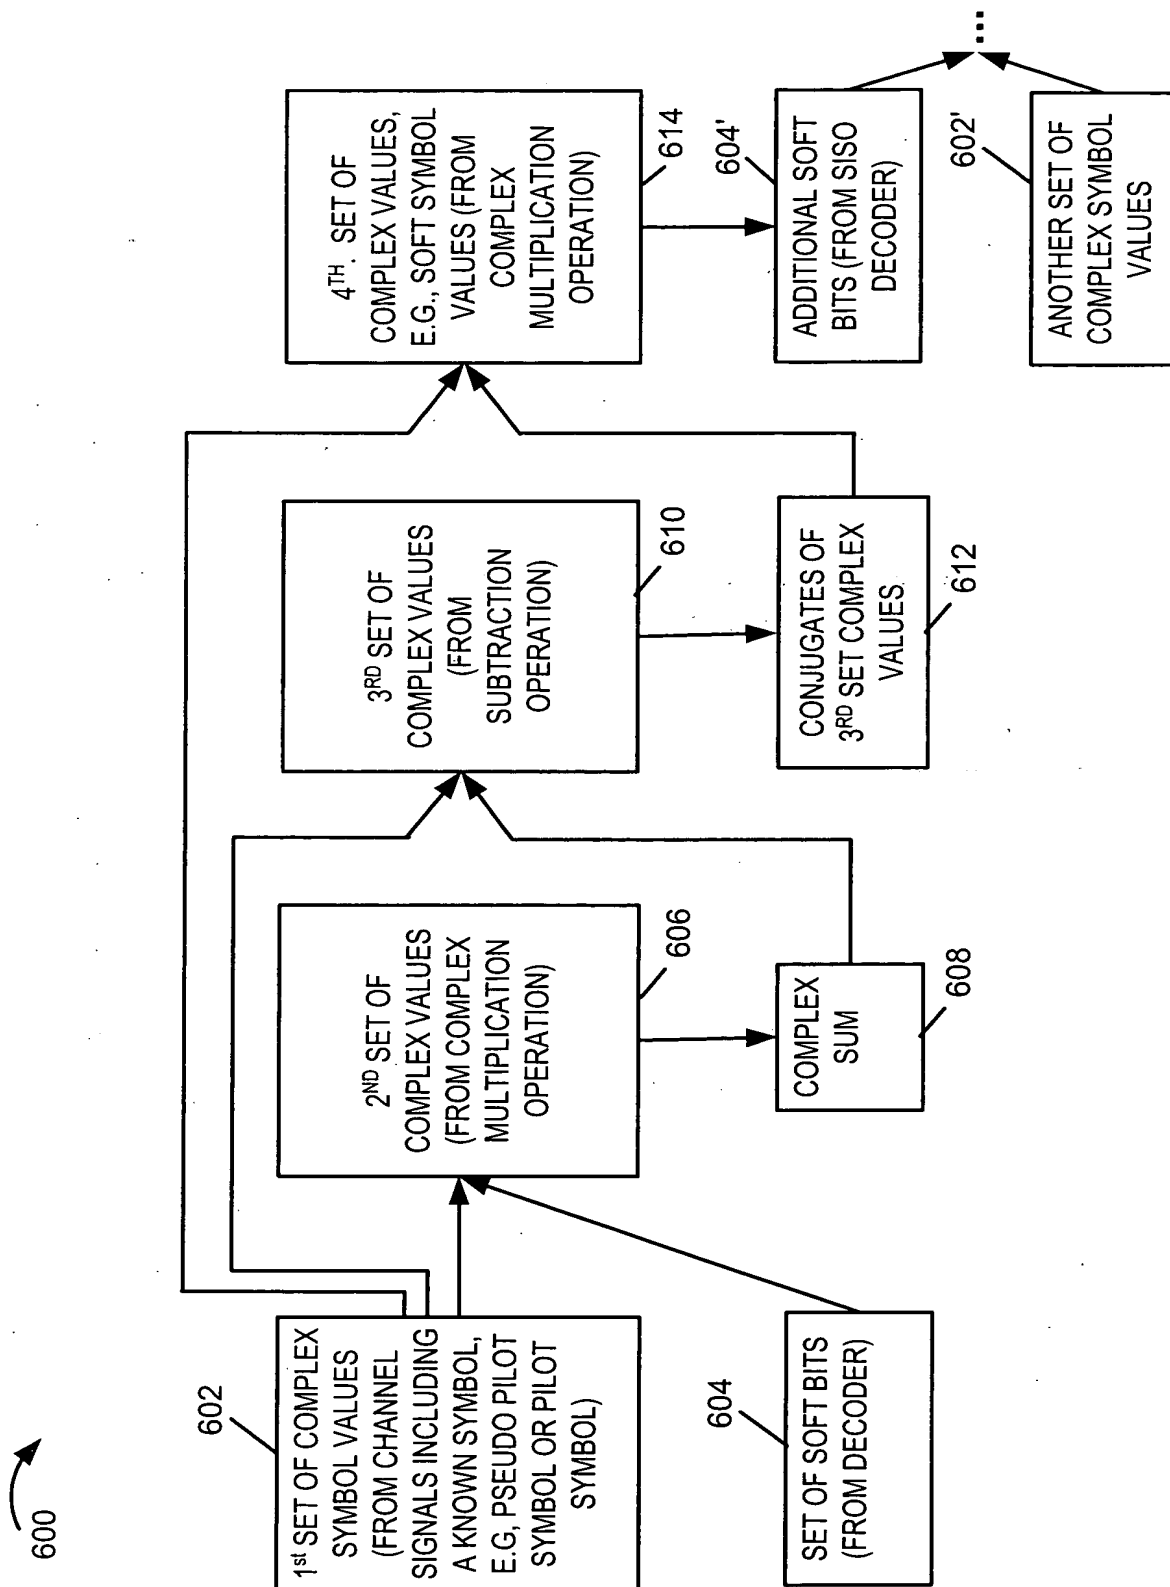 600
602
1st SET OF COMPLEX
SYMBOL VALUES
(FROM CHANNEL
SIGNALS INCLUDING
A KNOWN SYMBOL,
E.G, PSEUDO PILOT
SYMBOL OR PILOT
SYMBOL)
604
SET OF SOFT BITS
(FROM DECODER)
2ND SET OF
COMPLEX VALUES
(FROM COMPLEX
MULTIPLICATION
OPERATION)
606
COMPLEX
SUM
608
3RD SET OF
COMPLEX VALUES
(FROM
SUBTRACTION
OPERATION)
610
CONJUGATES OF
3RD SET COMPLEX
VALUES
612
4TH. SET OF
COMPLEX VALUES,
E.G., SOFT SYMBOL
VALUES (FROM
COMPLEX
MULTIPLICATION
OPERATION)
614
604'
ADDITIONAL SOFT
BITS (FROM SISO
DECODER)
602'
ANOTHER SET OF
COMPLEX SYMBOL
VALUES
...